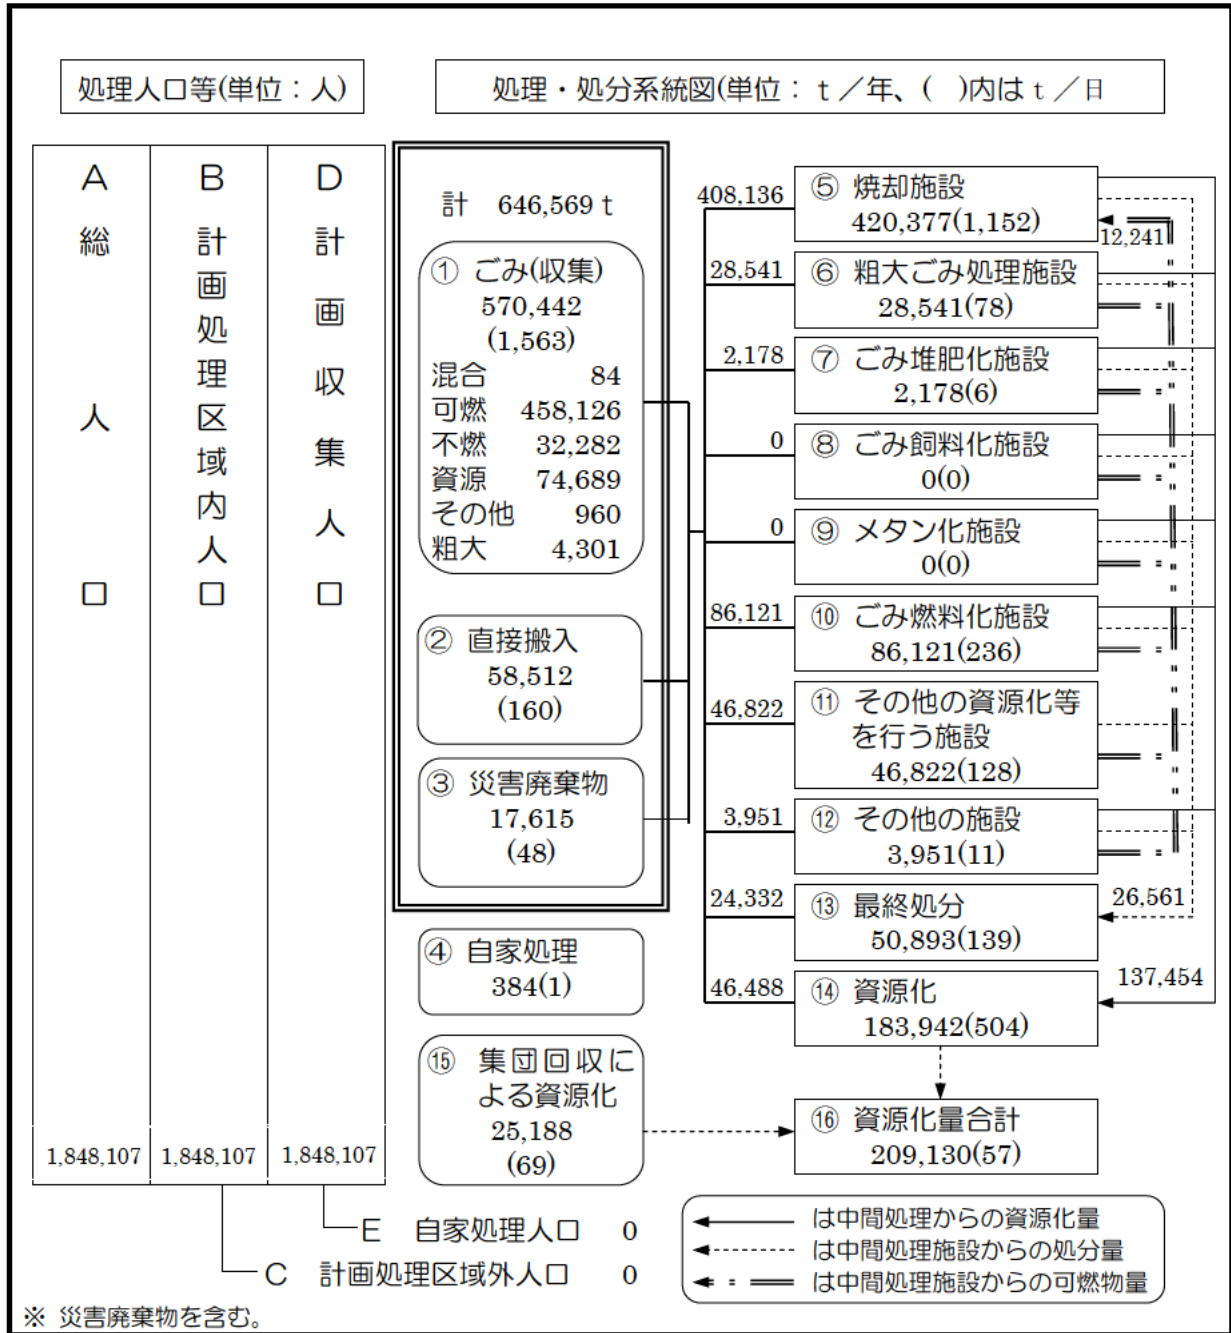 処理人口等(単位：人)
処理・処分系統図(単位：ｔ／年、(　)内はｔ／日
A 総人口
1,848,107
B 計画処理区域内人口
1,848,107
D 計画収集人口
1,848,107
E 自家処理人口 0
C 計画処理区域外人口 0
計 646,569ｔ
① ごみ(収集)
570,442
(1,563)
混合 84
可燃 458,126
不燃 32,282
資源 74,689
その他 960
粗大 4,301
② 直接搬入
58,512
(160)
③ 災害廃棄物
17,615
(48)
④ 自家処理
384(1)
⑮ 集団回収に
よる資源化
25,188
(69)
408,136
⑤ 焼却施設
420,377(1,152)
12,241
28,541
⑥ 粗大ごみ処理施設
28,541(78)
2,178
⑦ ごみ堆肥化施設
2,178(6)
0
⑧ ごみ飼料化施設
0(0)
0
⑨ メタン化施設
0(0)
86,121
⑩ ごみ燃料化施設
86,121(236)
46,822
⑪ その他の資源化等
を行う施設
46,822(128)
3,951
⑫ その他の施設
3,951(11)
24,332
⑬ 最終処分
50,893(139)
26,561
46,488
⑭ 資源化
183,942(504)
137,454
⑯ 資源化量合計
209,130(57)
は中間処理からの資源化量
は中間処理施設からの処分量
は中間処理施設からの可燃物量
※ 災害廃棄物を含む。